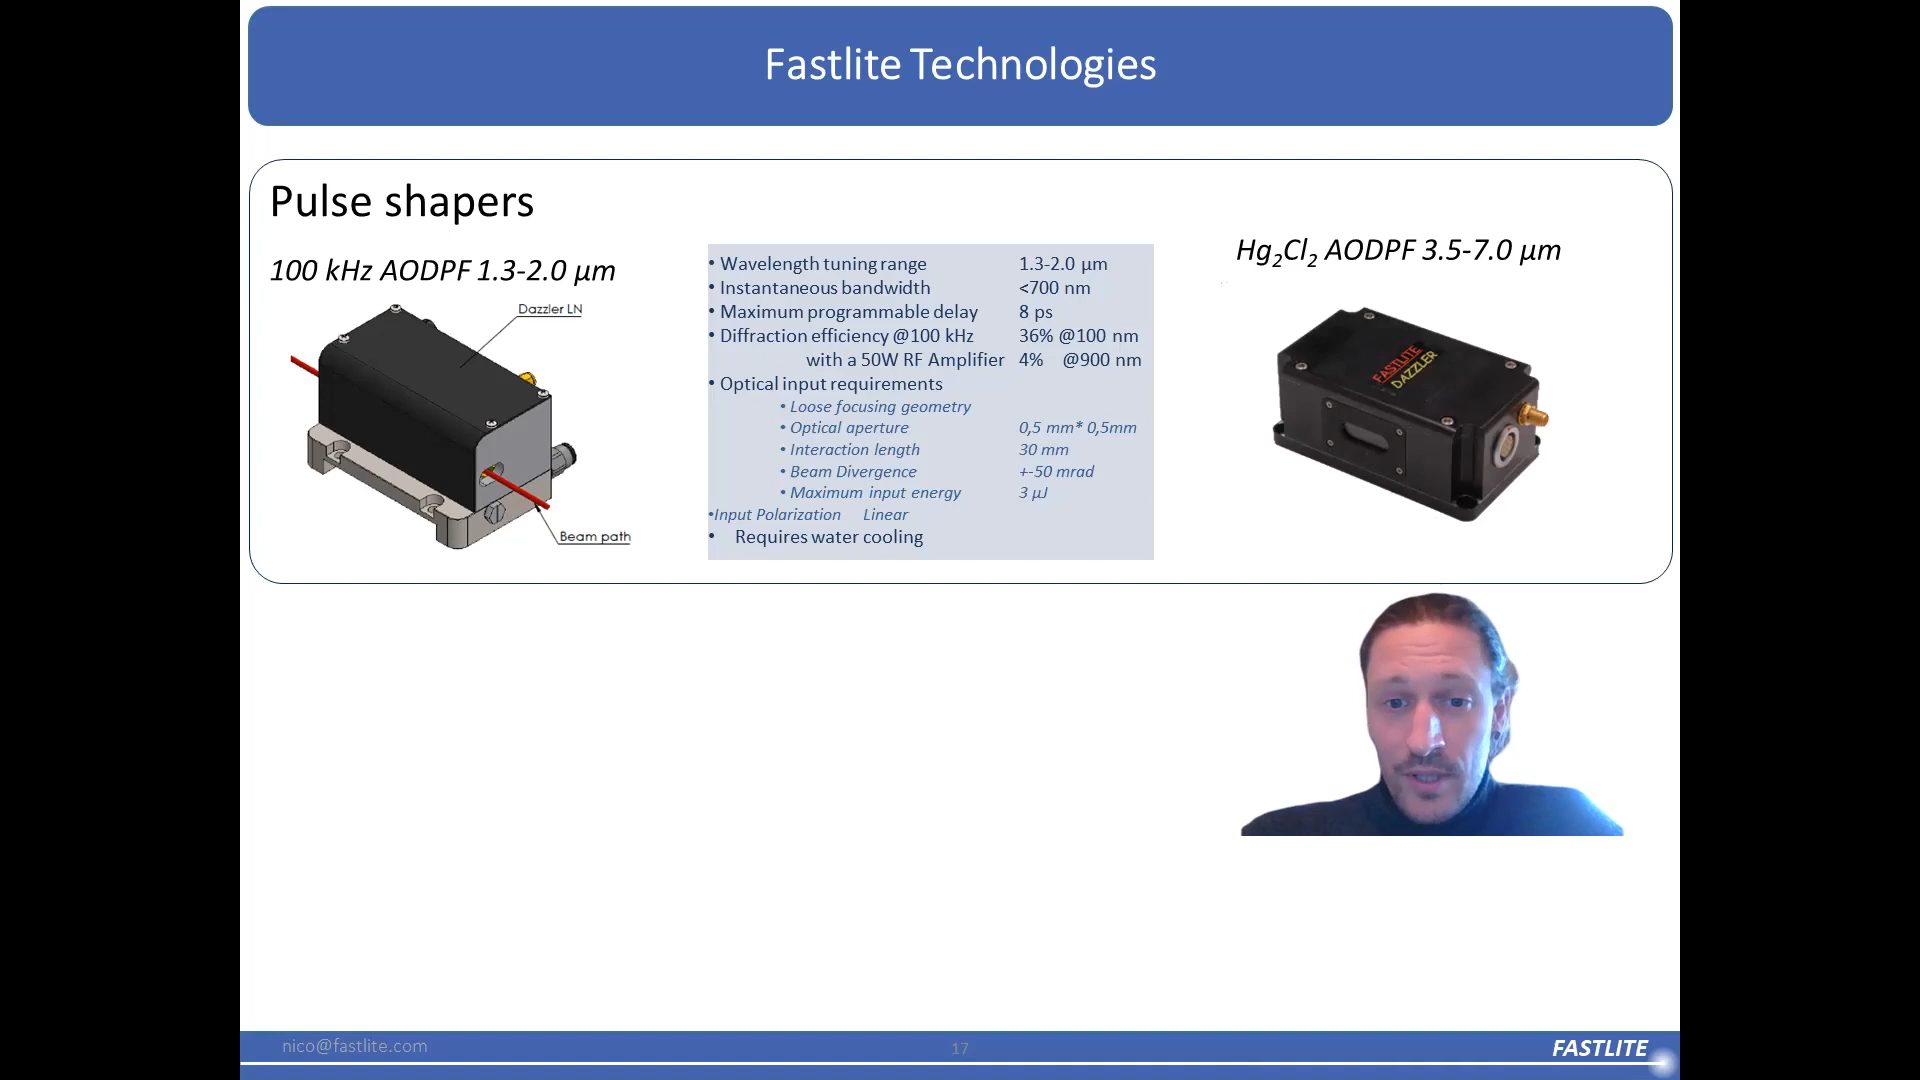 Fastlite Technologies
Pulse shapers
100 kHz AODPF 1.3-2.0 µm
Dazzler LN
Beam path
• Wavelength tuning range 1.3-2.0 µm
• Instantaneous bandwidth <700 nm
• Maximum programmable delay 8 ps
• Diffraction efficiency @100 kHz 36% @100 nm
with a 50W RF Amplifier 4% @900 nm
• Optical input requirements
• Loose focusing geometry
• Optical aperture 0,5 mm* 0,5mm
• Interaction length 30 mm
• Beam Divergence +-50 mrad
• Maximum input energy 3 µJ
•Input Polarization Linear
• Requires water cooling
Hg₂Cl₂ AODPF 3.5-7.0 µm
FASTLITE
DAZZLER
nico@fastlite.com
17
FASTLITE